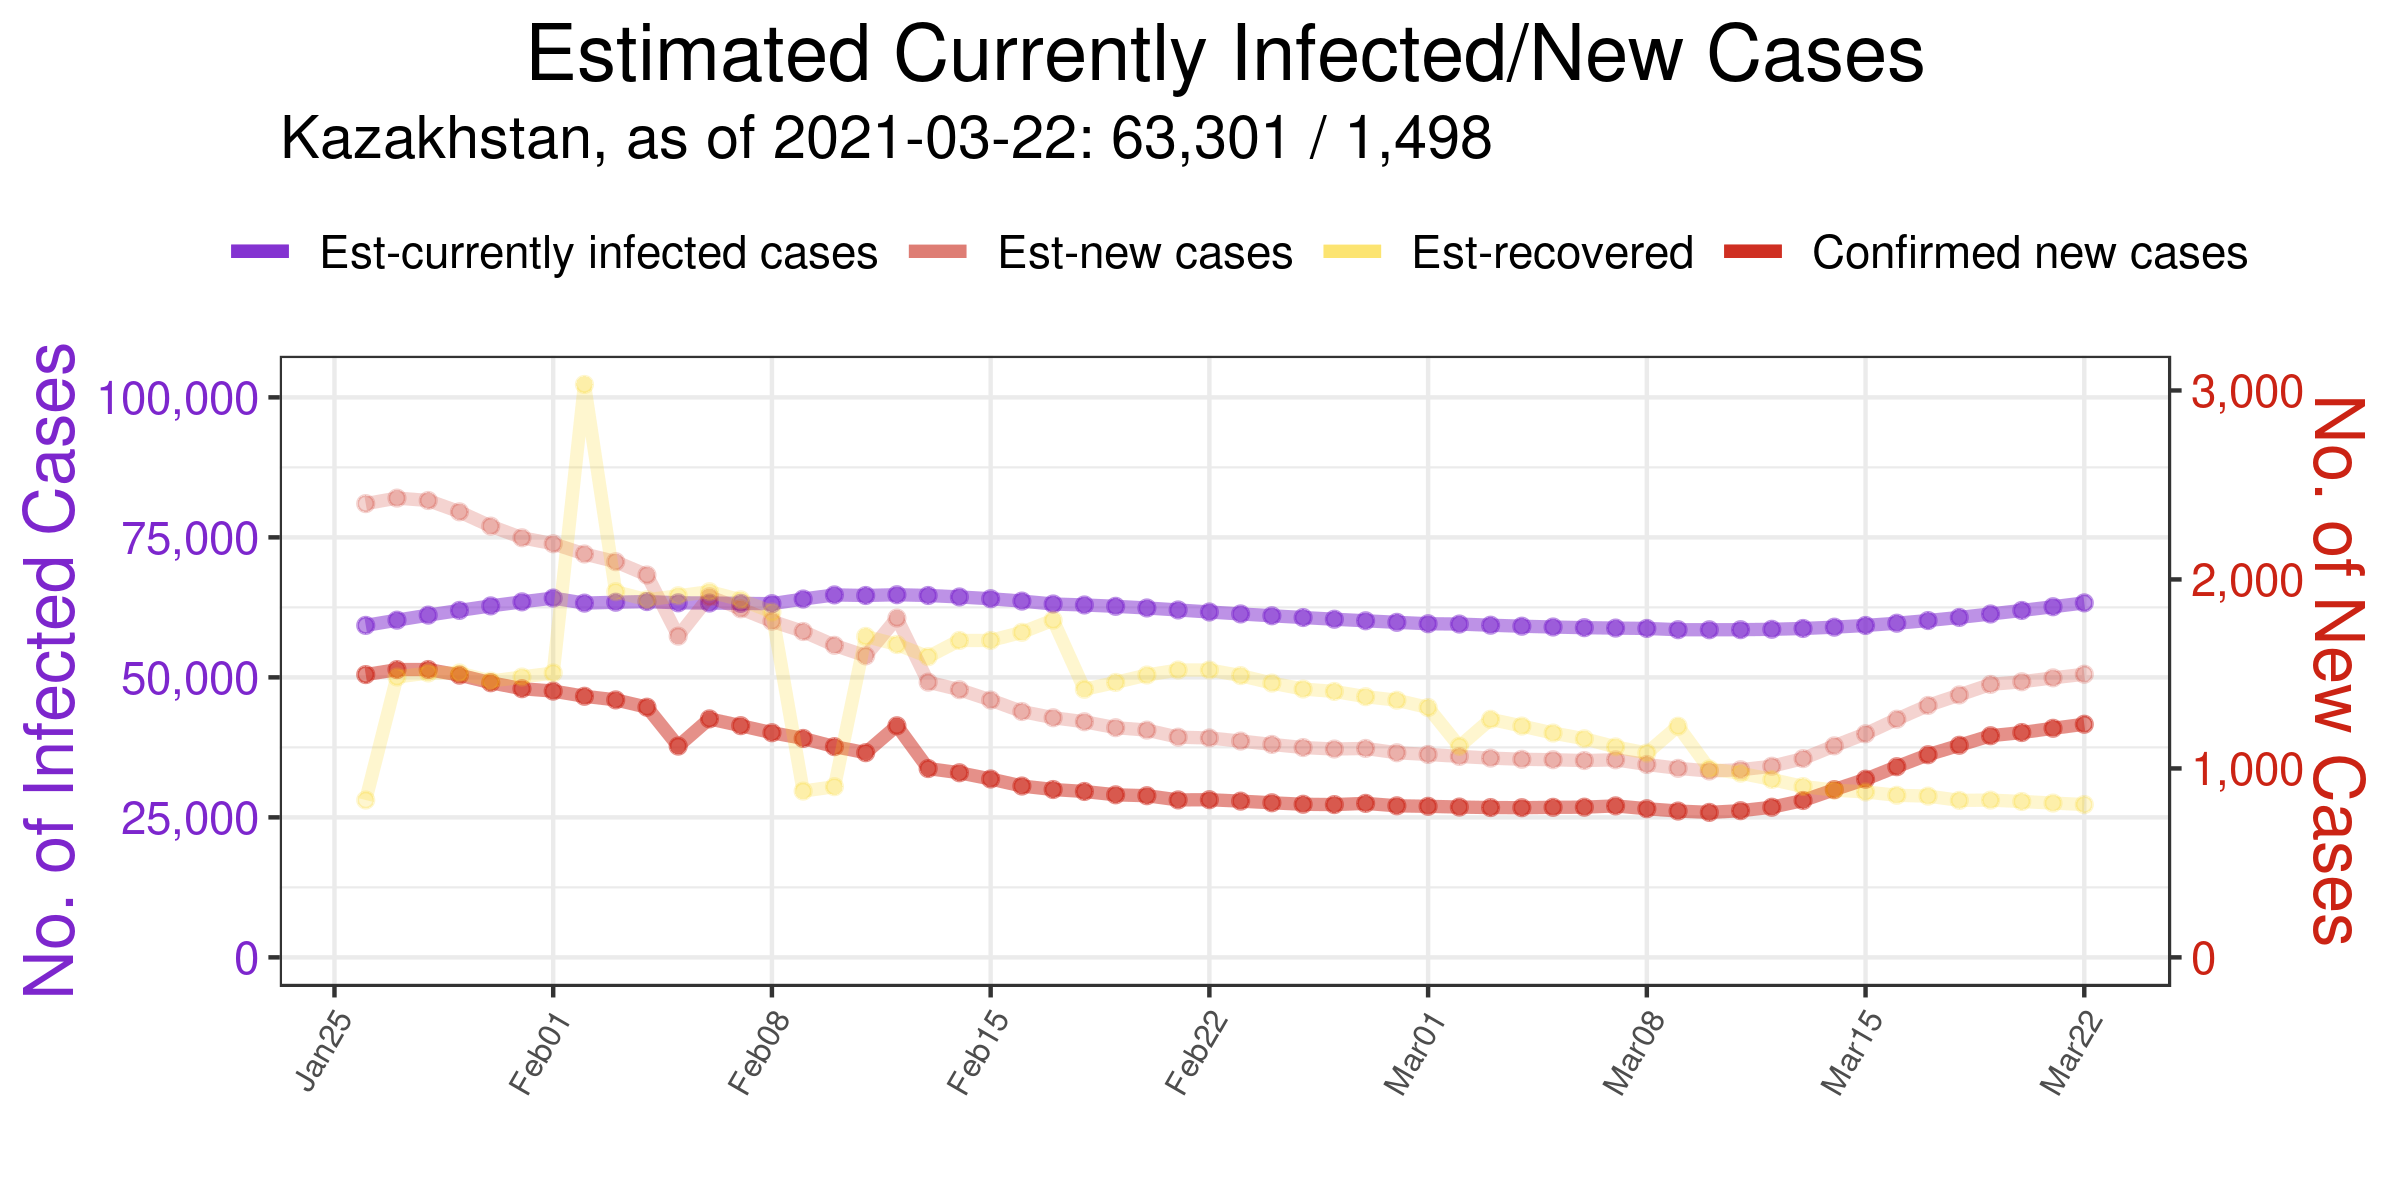 Estimated Currently Infected/New Cases
Kazakhstan, as of 2021-03-22: 63,301 / 1,498
Est-currently infected cases Est-new cases Est-recovered Confirmed new cases
No. of Infected Cases
100,000
75,000
50,000
25,000
0
3,000
2,000
1,000
0
No. of New Cases
Jan25 Feb01 Feb08 Feb15 Feb22 Mar01 Mar08 Mar15 Mar22